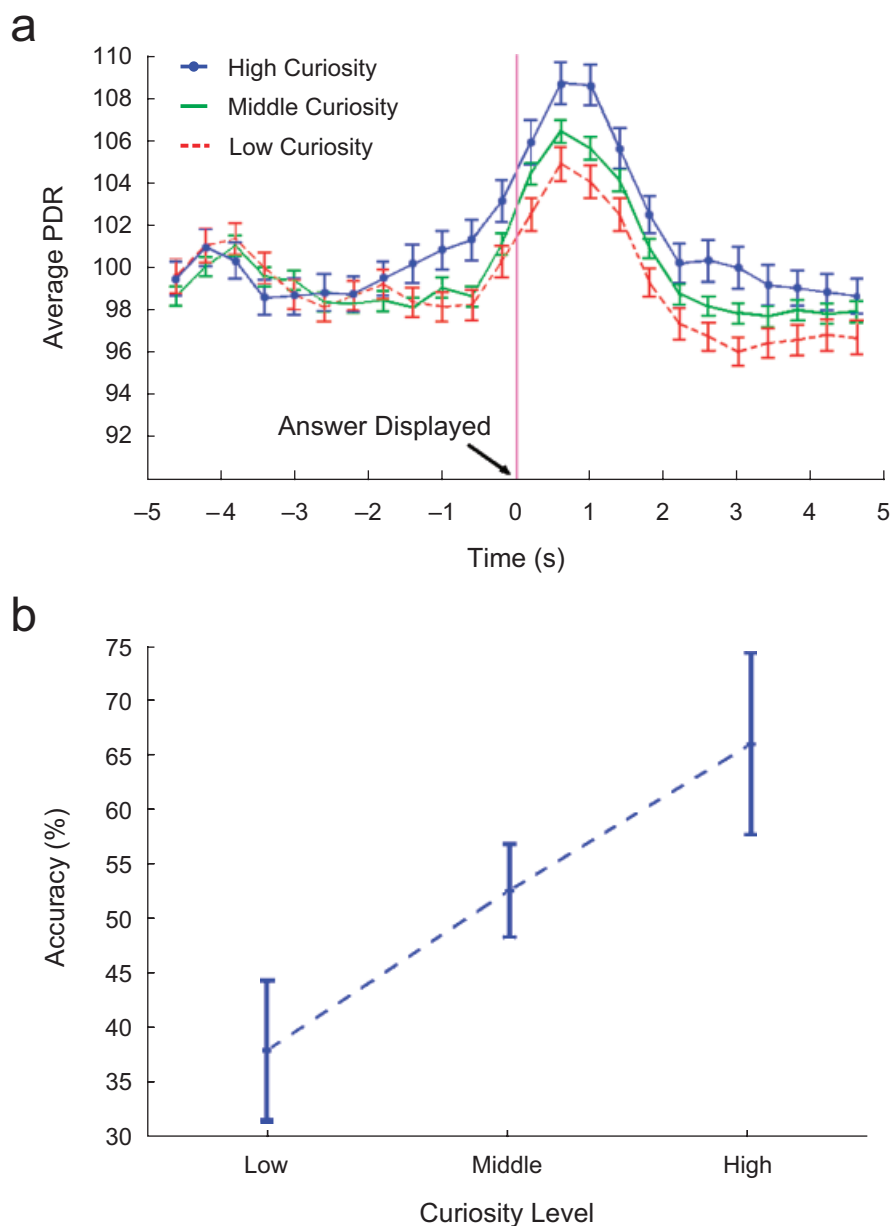 a
110
108
106
104
102
100
98
96
94
92
Average PDR
High Curiosity
Middle Curiosity
Low Curiosity
Answer Displayed
–5 –4 –3 –2 –1 0 1 2 3 4 5
Time (s)
b
75
70
65
60
55
50
45
40
35
30
Accuracy (%)
Low Middle High
Curiosity Level